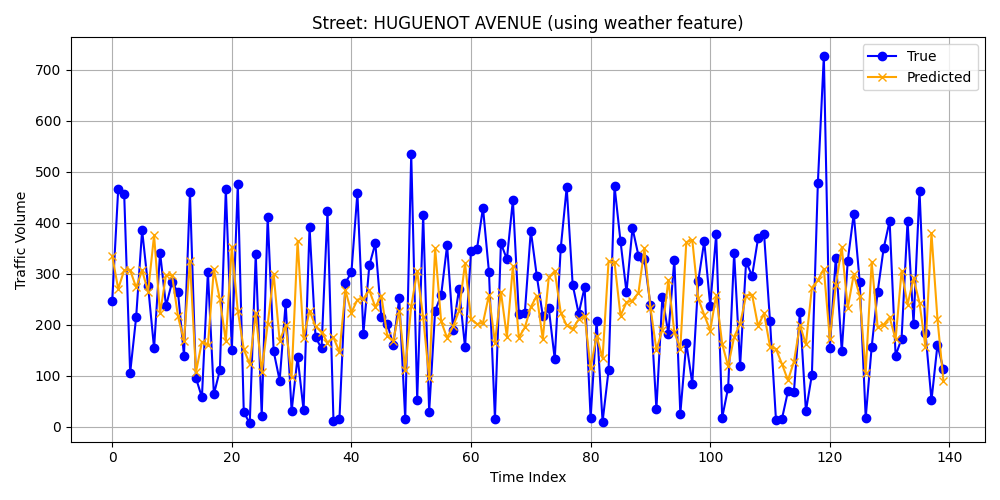 Street: HUGUENOT AVENUE (using weather feature)
True
Predicted
Traffic Volume
700
600
500
400
300
200
100
0
0 20 40 60 80 100 120 140
Time Index